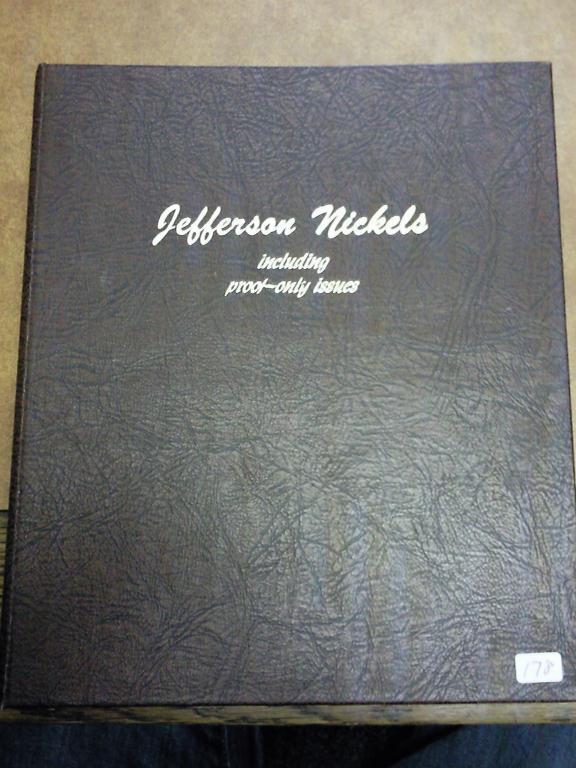 Jefferson Nickels
including
proof-only issues
178